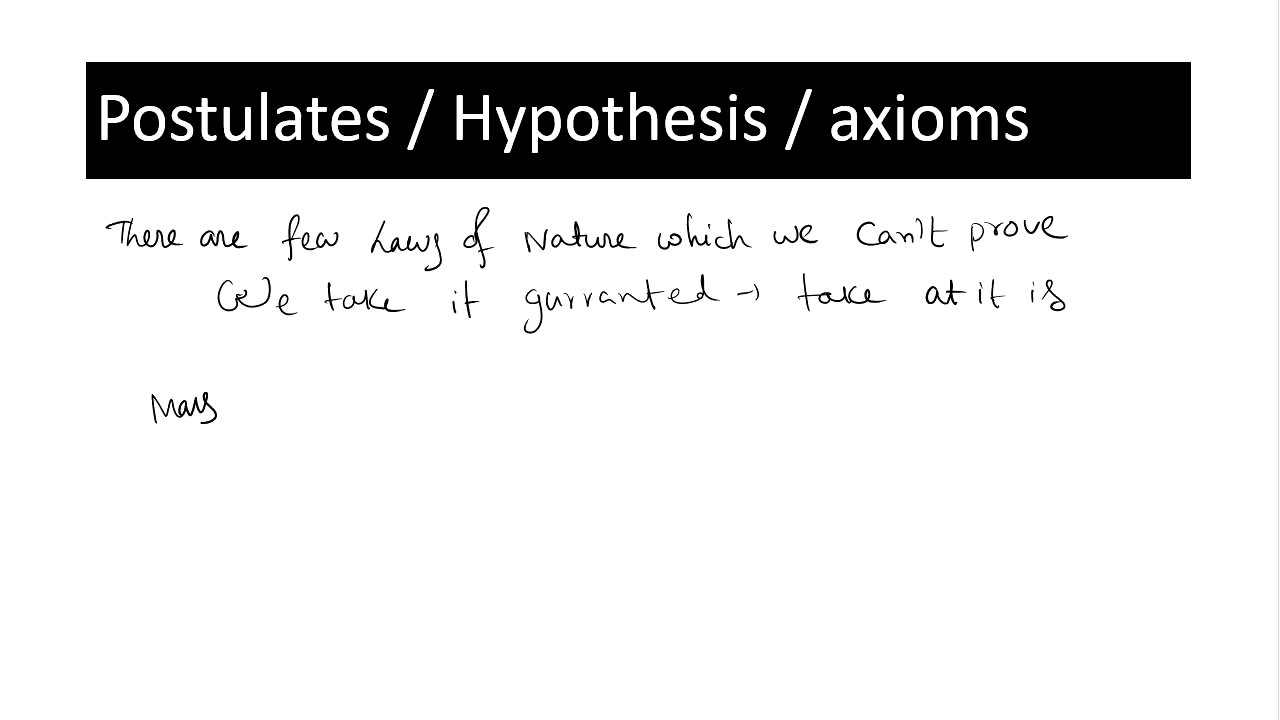 Postulates / Hypothesis / axioms
There are few Laws of Nature which we can't prove
We take it gurranted → take at it is